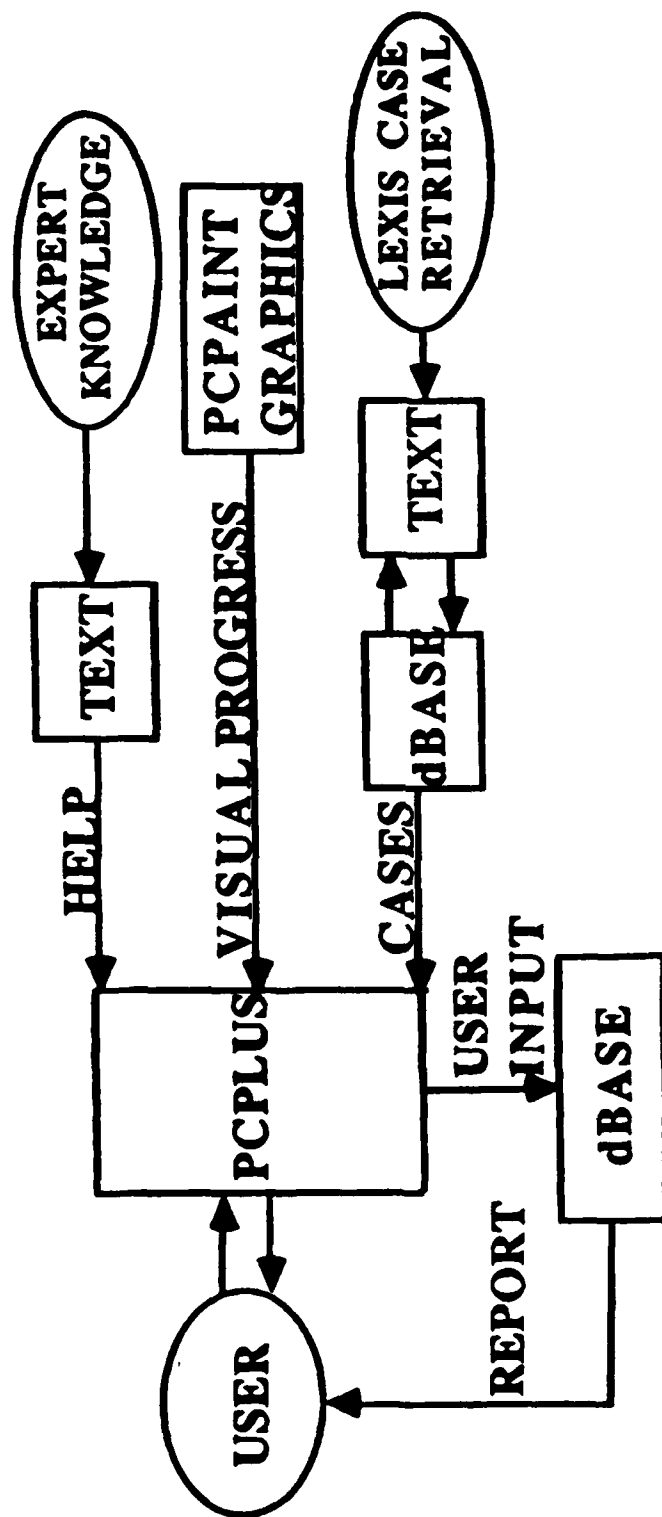 EXPERT
KNOWLEDGE
TEXT
HELP
PCPAINT
GRAPHICS
VISUAL PROGRESS
LEXIS CASE
RETRIEVAL
TEXT
dBASE
CASES
PCPLUS
USER
USER
INPUT
dBASE
REPORT